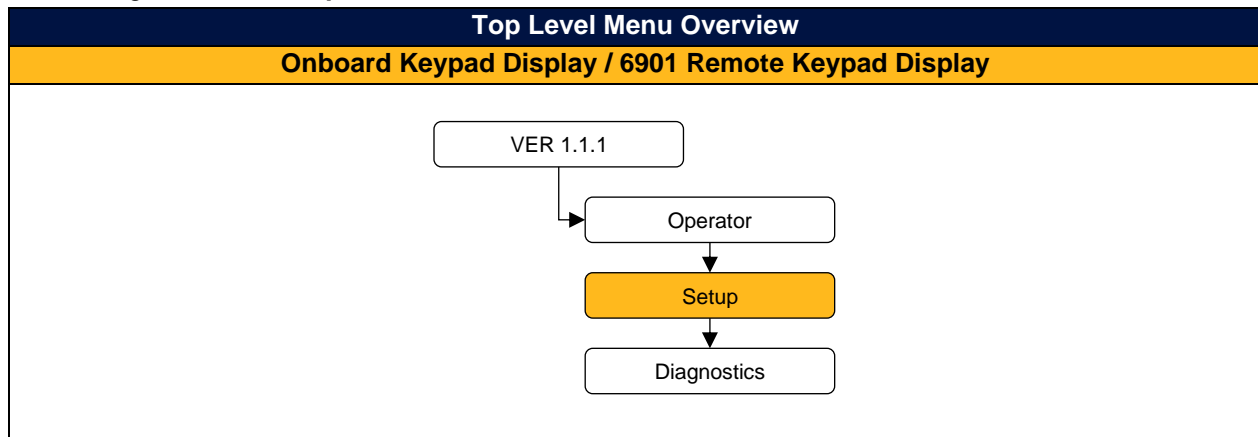 Top Level Menu Overview
Onboard Keypad Display / 6901 Remote Keypad Display
VER 1.1.1
Operator
Setup
Diagnostics